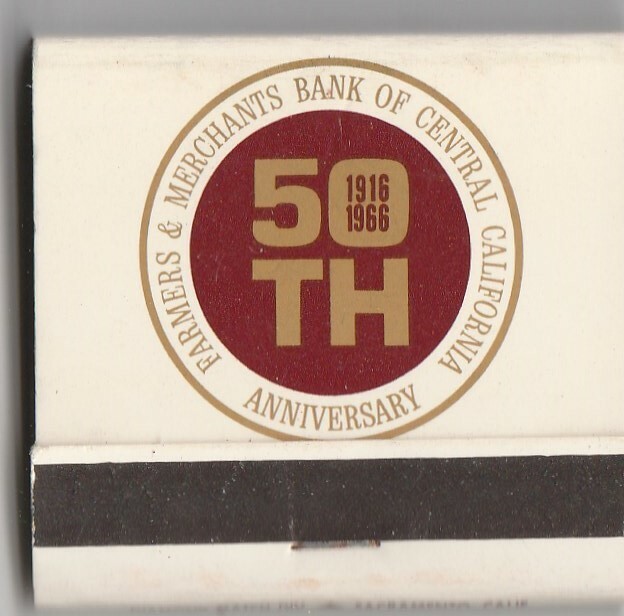 FARMERS & MERCHANTS BANK OF CENTRAL CALIFORNIA
50
1916
1966
TH
ANNIVERSARY